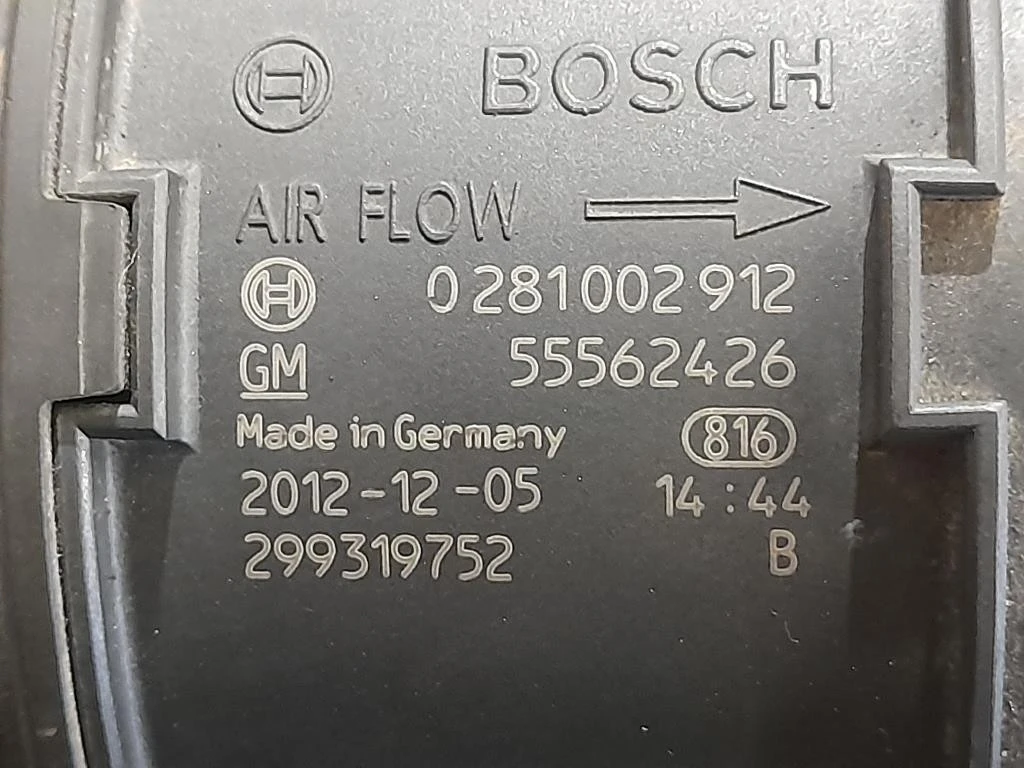 BOSCH
AIR FLOW
0 281 002 912
GM 55562426
Made in Germany 816
2012-12-05 14:44
299319752 B